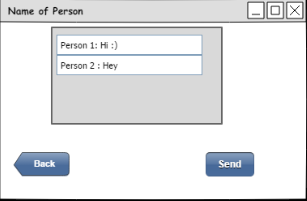 Name of Person
Person 1: Hi :)
Person 2 : Hey
Back
Send